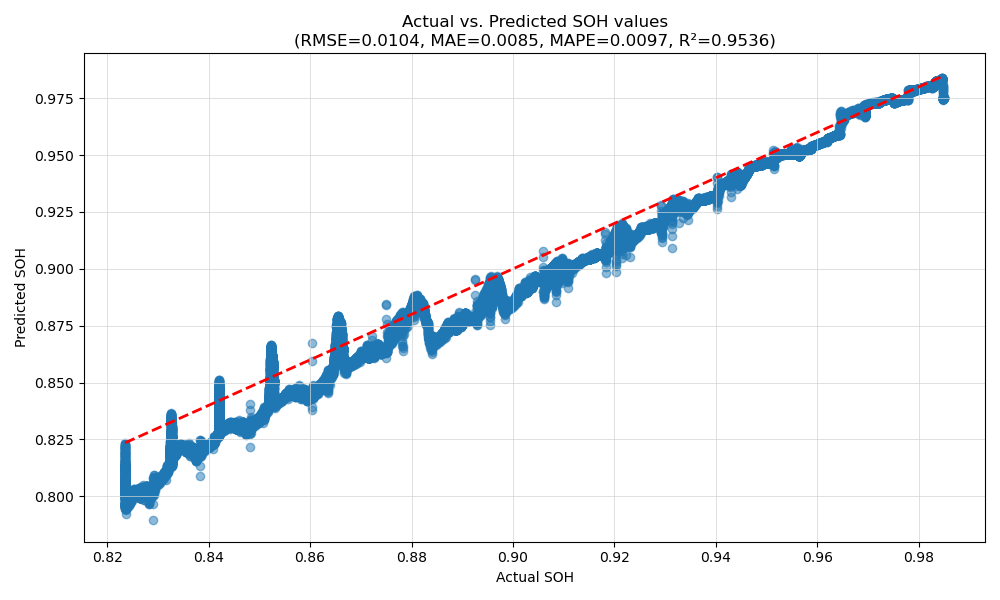 Actual vs. Predicted SOH values
(RMSE=0.0104, MAE=0.0085, MAPE=0.0097, R²=0.9536)
Predicted SOH
0.975
0.950
0.925
0.900
0.875
0.850
0.825
0.800
0.82 0.84 0.86 0.88 0.90 0.92 0.94 0.96 0.98
Actual SOH